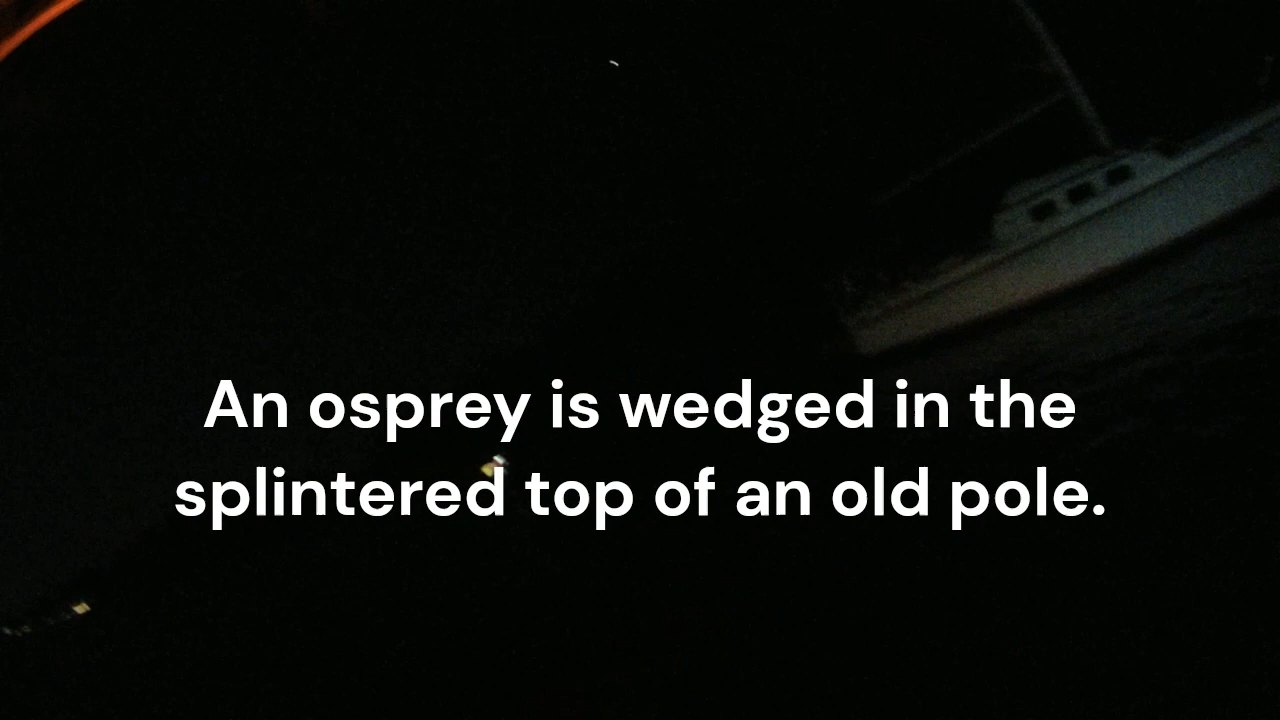 An osprey is wedged in the
splintered top of an old pole.